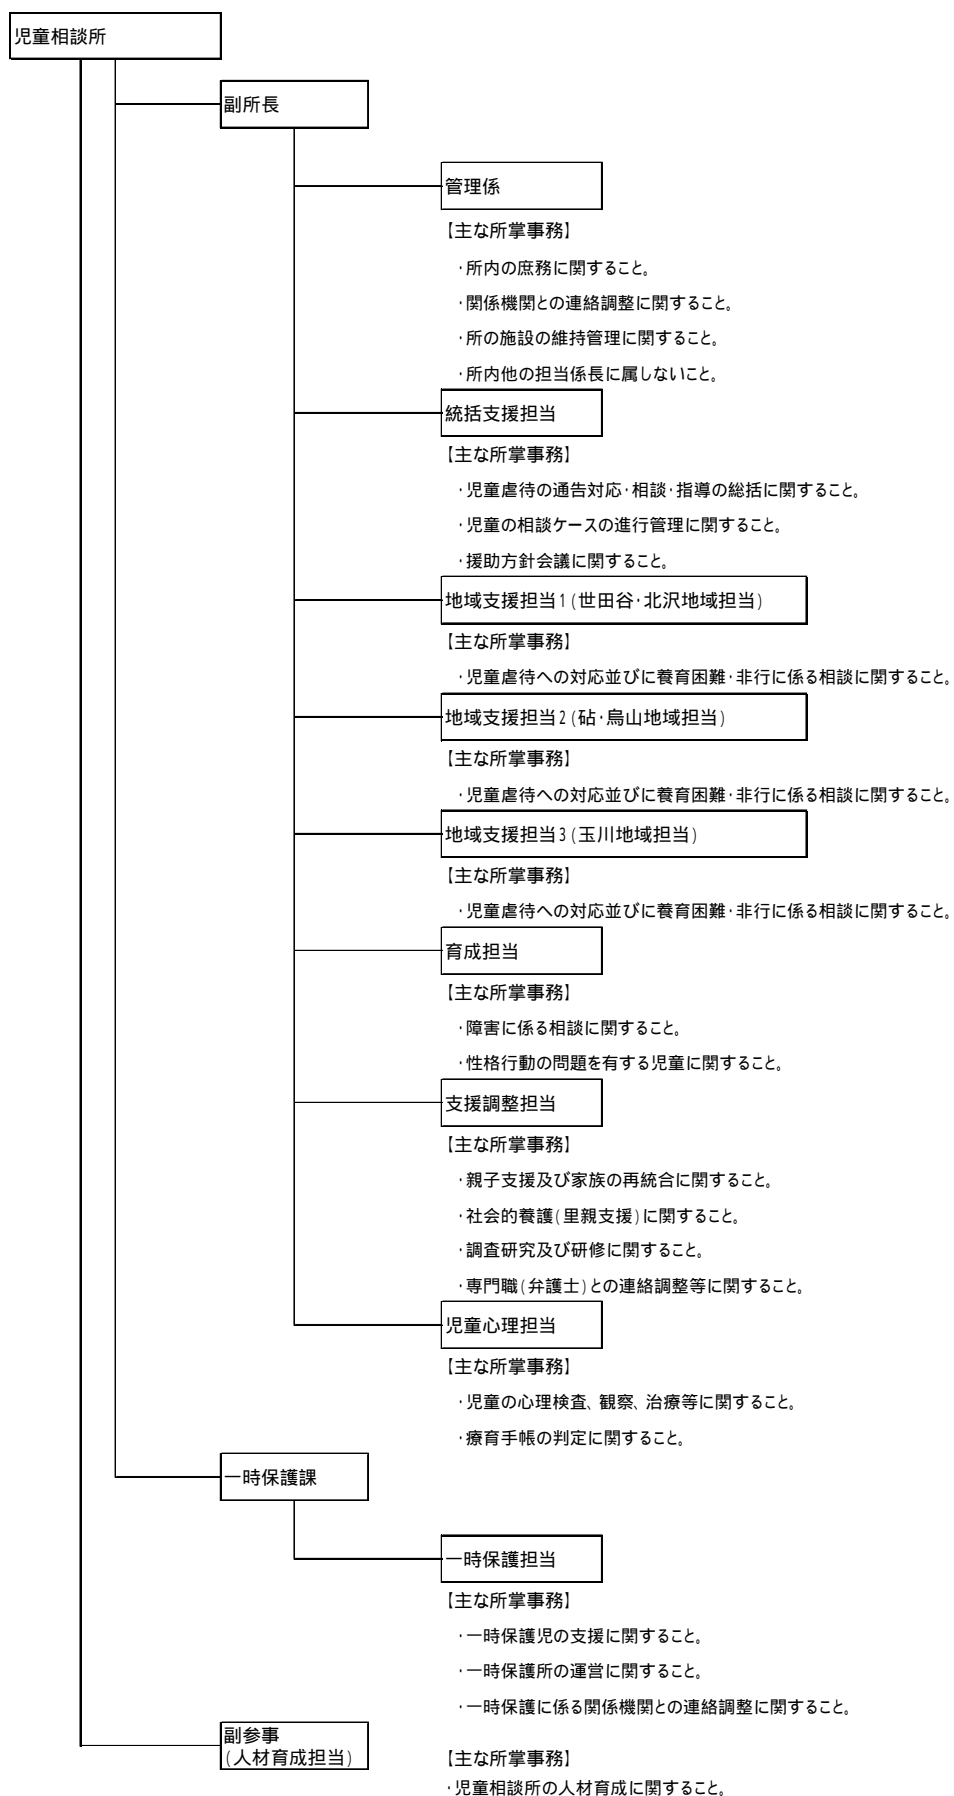 児童相談所
副所長
管理係
【主な所掌事務】
・所内の庶務に関すること。
・関係機関との連絡調整に関すること。
・所の施設の維持管理に関すること。
・所内他の担当係長に属しないこと。
統括支援担当
【主な所掌事務】
・児童虐待の通告対応・相談・指導の総括に関すること。
・児童の相談ケースの進行管理に関すること。
・援助方針会議に関すること。
地域支援担当1(世田谷・北沢地域担当)
【主な所掌事務】
・児童虐待への対応並びに養育困難・非行に係る相談に関すること。
地域支援担当2(砧・烏山地域担当)
【主な所掌事務】
・児童虐待への対応並びに養育困難・非行に係る相談に関すること。
地域支援担当3(玉川地域担当)
【主な所掌事務】
・児童虐待への対応並びに養育困難・非行に係る相談に関すること。
育成担当
【主な所掌事務】
・障害に係る相談に関すること。
・性格行動の問題を有する児童に関すること。
支援調整担当
【主な所掌事務】
・親子支援及び家族の再統合に関すること。
・社会的養護(里親支援)に関すること。
・調査研究及び研修に関すること。
・専門職(弁護士)との連絡調整等に関すること。
児童心理担当
【主な所掌事務】
・児童の心理検査、観察、治療等に関すること。
・療育手帳の判定に関すること。
一時保護課
一時保護担当
【主な所掌事務】
・一時保護児の支援に関すること。
・一時保護所の運営に関すること。
・一時保護に係る関係機関との連絡調整に関すること。
副参事
(人材育成担当)
【主な所掌事務】
・児童相談所の人材育成に関すること。